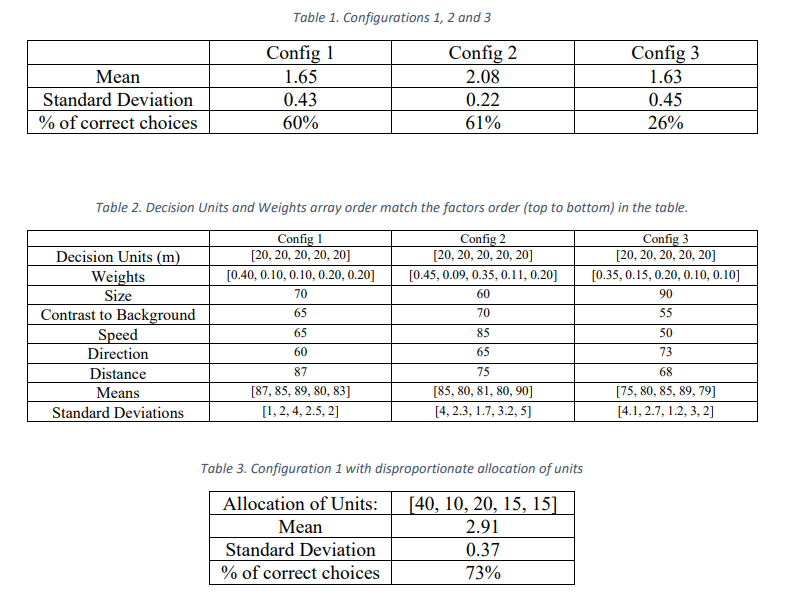 Table 1. Configurations 1, 2 and 3
Config 1 Config 2 Config 3
Mean 1.65 2.08 1.63
Standard Deviation 0.43 0.22 0.45
% of correct choices 60% 61% 26%
Table 2. Decision Units and Weights array order match the factors order (top to bottom) in the table.
Config 1 Config 2 Config 3
Decision Units (m) [20, 20, 20, 20, 20] [20, 20, 20, 20, 20] [20, 20, 20, 20, 20]
Weights [0.40, 0.10, 0.10, 0.20, 0.20] [0.45, 0.09, 0.35, 0.11, 0.20] [0.35, 0.15, 0.20, 0.10, 0.10]
Size 70 60 90
Contrast to Background 65 70 55
Speed 65 85 50
Direction 60 65 73
Distance 87 75 68
Means [87, 85, 89, 80, 83] [85, 80, 81, 80, 90] [75, 80, 85, 89, 79]
Standard Deviations [1, 2, 4, 2.5, 2] [4, 2.3, 1.7, 3.2, 5] [4.1, 2.7, 1.2, 3, 2]
Table 3. Configuration 1 with disproportionate allocation of units
Allocation of Units: [40, 10, 20, 15, 15]
Mean 2.91
Standard Deviation 0.37
% of correct choices 73%